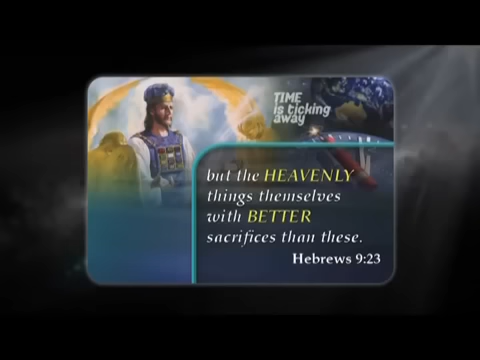 TIME
is ticking
away
but the HEAVENLY
things themselves
with BETTER
sacrifices than these.
Hebrews 9:23